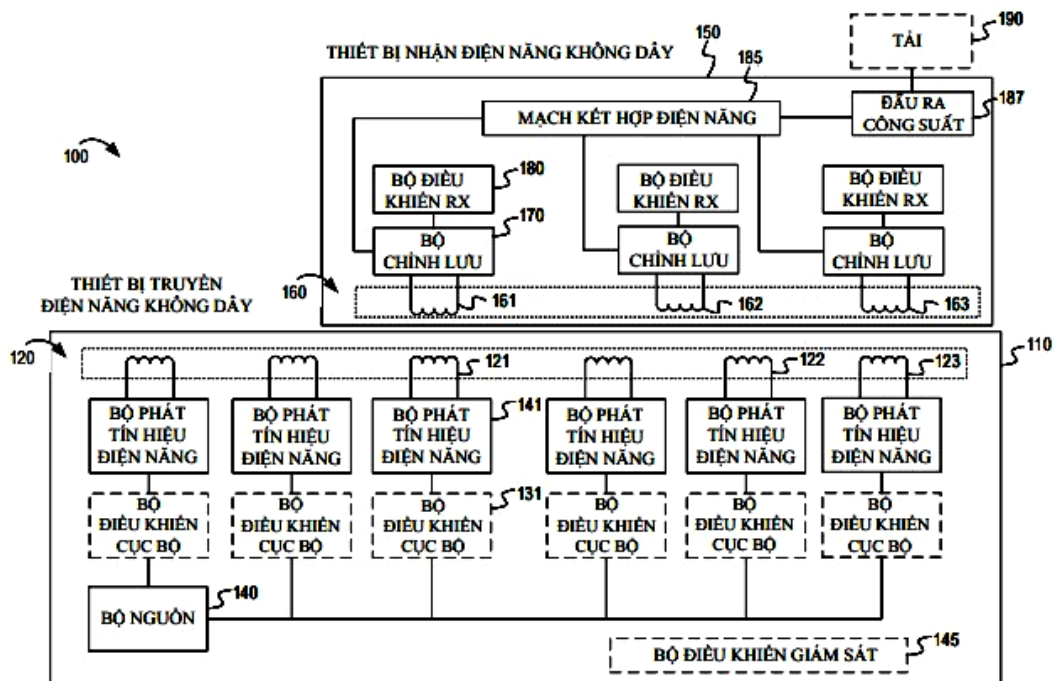 190
TẢI
150
THIẾT BỊ NHẬN ĐIỆN NĂNG KHÔNG DÂY
185
MẠCH KẾT HỢP ĐIỆN NĂNG
ĐẦU RA
CÔNG SUẤT
187
100
180
BỘ ĐIỀU
KHIỂN RX
BỘ ĐIỀU
KHIỂN RX
BỘ ĐIỀU
KHIỂN RX
170
BỘ
CHỈNH LƯU
BỘ
CHỈNH LƯU
BỘ
CHỈNH LƯU
THIẾT BỊ TRUYỀN
ĐIỆN NĂNG KHÔNG DÂY
160
161
162
163
120
110
121
122
123
BỘ PHÁT
TÍN HIỆU
ĐIỆN NĂNG
BỘ PHÁT
TÍN HIỆU
ĐIỆN NĂNG
BỘ PHÁT
TÍN HIỆU
ĐIỆN NĂNG
141
BỘ PHÁT
TÍN HIỆU
ĐIỆN NĂNG
BỘ PHÁT
TÍN HIỆU
ĐIỆN NĂNG
BỘ PHÁT
TÍN HIỆU
ĐIỆN NĂNG
BỘ
ĐIỀU KHIỂN
CỤC BỘ
BỘ
ĐIỀU KHIỂN
CỤC BỘ
BỘ
ĐIỀU KHIỂN
CỤC BỘ
131
BỘ
ĐIỀU KHIỂN
CỤC BỘ
BỘ
ĐIỀU KHIỂN
CỤC BỘ
BỘ
ĐIỀU KHIỂN
CỤC BỘ
BỘ NGUỒN
140
BỘ ĐIỀU KHIỂN GIÁM SÁT
145